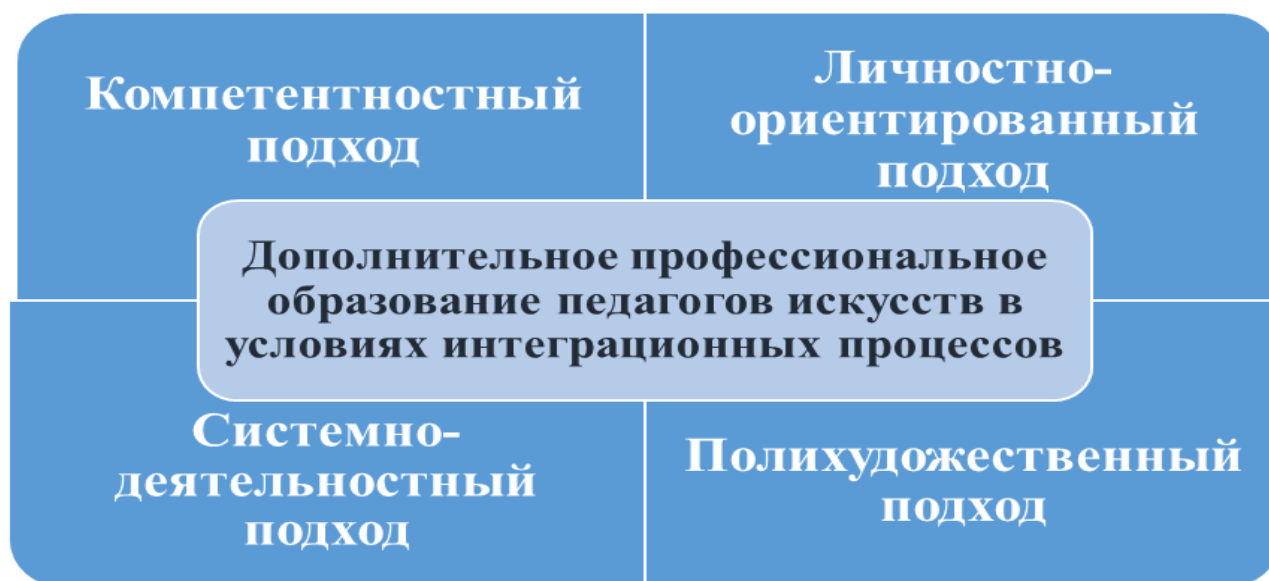 Компетентностный
подход
Личностно-
ориентированный
подход
Дополнительное профессиональное
образование педагогов искусств в
условиях интеграционных процессов
Системно-
деятельностный
подход
Полихудожественный
подход